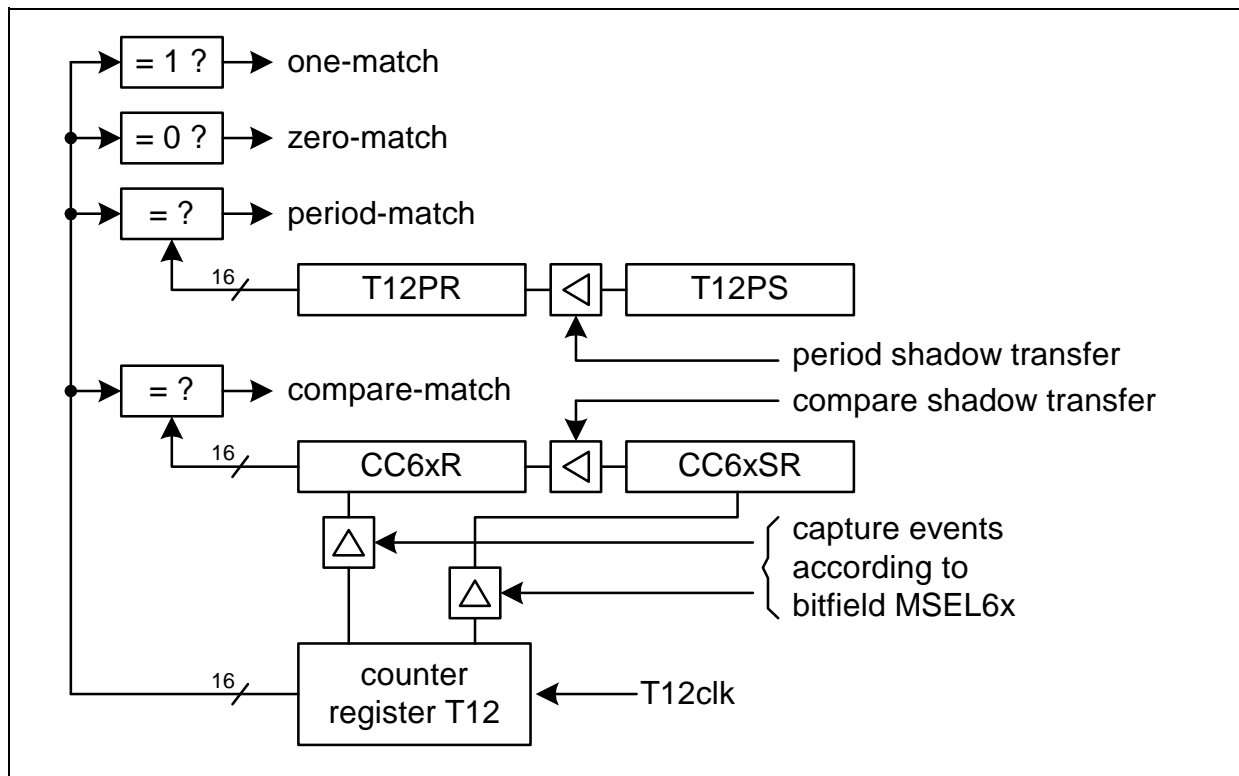 = 1 ?
one-match
= 0 ?
zero-match
= ?
period-match
16
T12PR
T12PS
period shadow transfer
= ?
compare-match
compare shadow transfer
16
CC6xR
CC6xSR
capture events
according to
bitfield MSEL6x
16
counter
register T12
T12clk